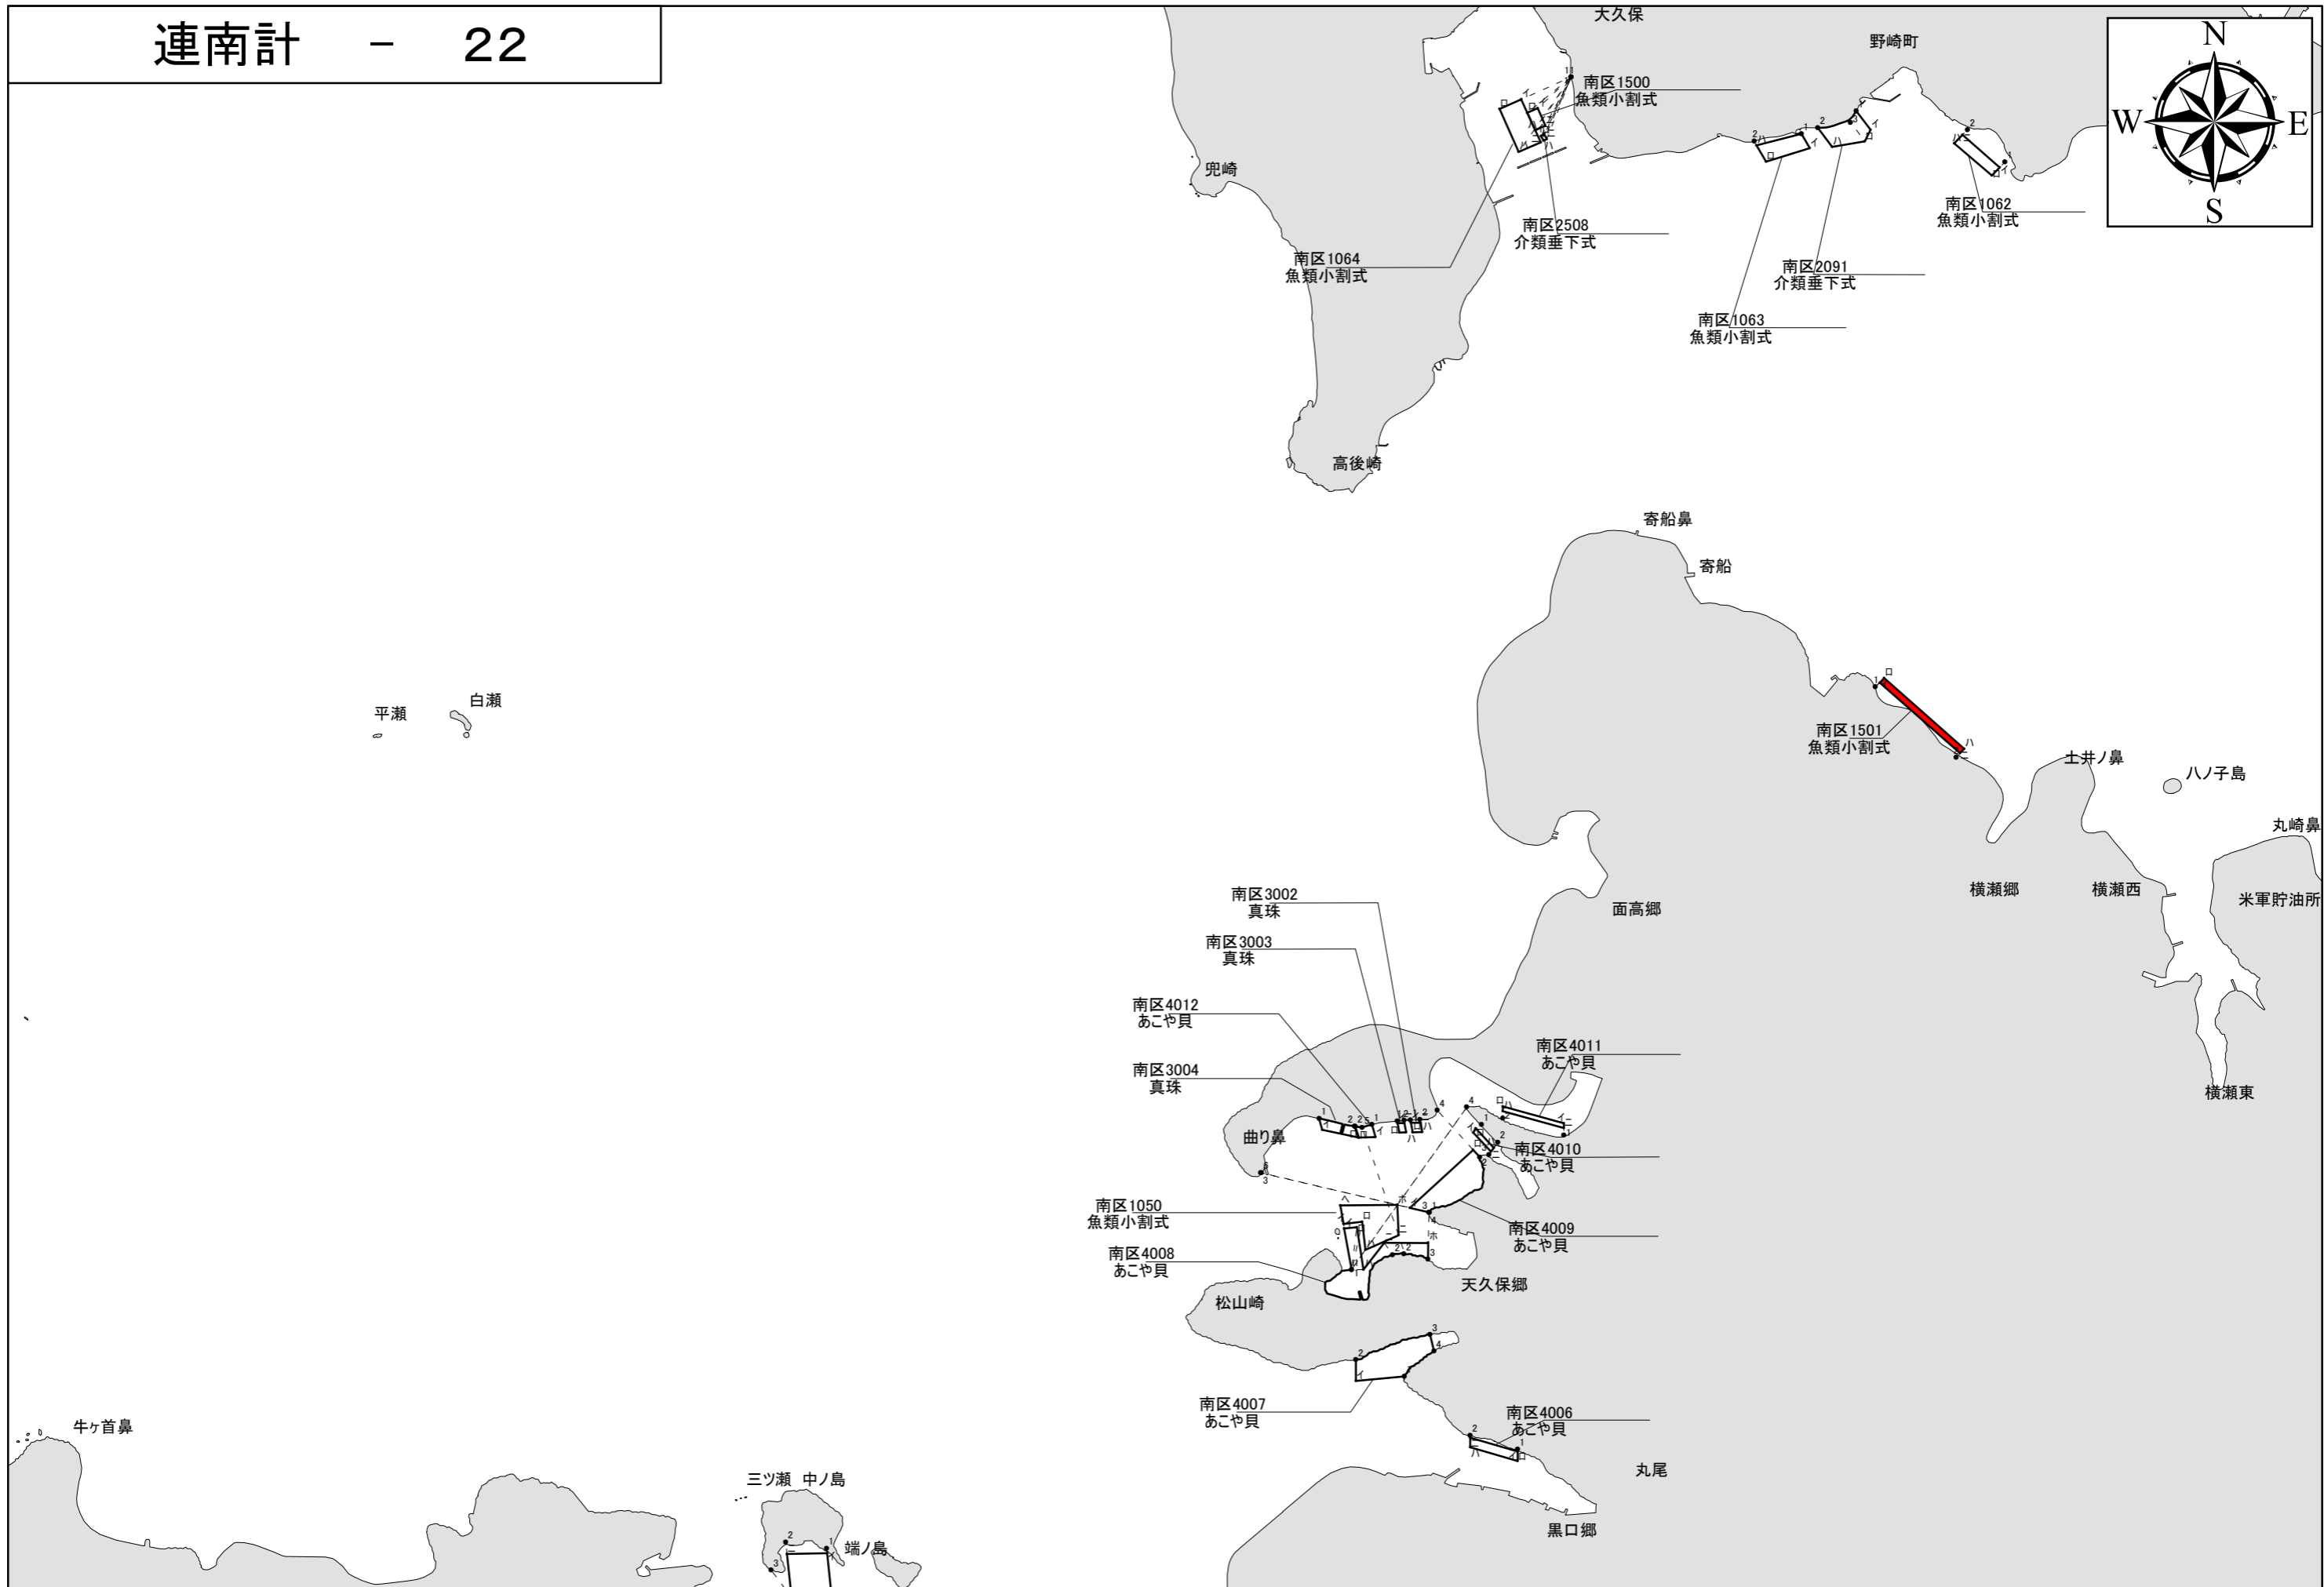 連南計　－　２２
大久保
野崎町
N
W
E
S
南区1500
魚類小割式
兜崎
南区1062
魚類小割式
南区2508
介類垂下式
南区1064
魚類小割式
南区2091
介類垂下式
南区1063
魚類小割式
高後崎
寄船鼻
寄船
白瀬
平瀬
南区1501
魚類小割式
土井ノ鼻
八ノ子島
丸崎鼻
横瀬郷
横瀬西
米軍貯油所
南区3002
真珠
面高郷
南区3003
真珠
南区4012
あこや貝
南区4011
あこや貝
南区3004
真珠
横瀬東
曲り鼻
南区4010
あこや貝
南区1050
魚類小割式
南区4009
あこや貝
南区4008
あこや貝
天久保郷
松山崎
南区4007
あこや貝
南区4006
あこや貝
牛ヶ首鼻
丸尾
三ツ瀬 中ノ島
黒口郷
端ノ島